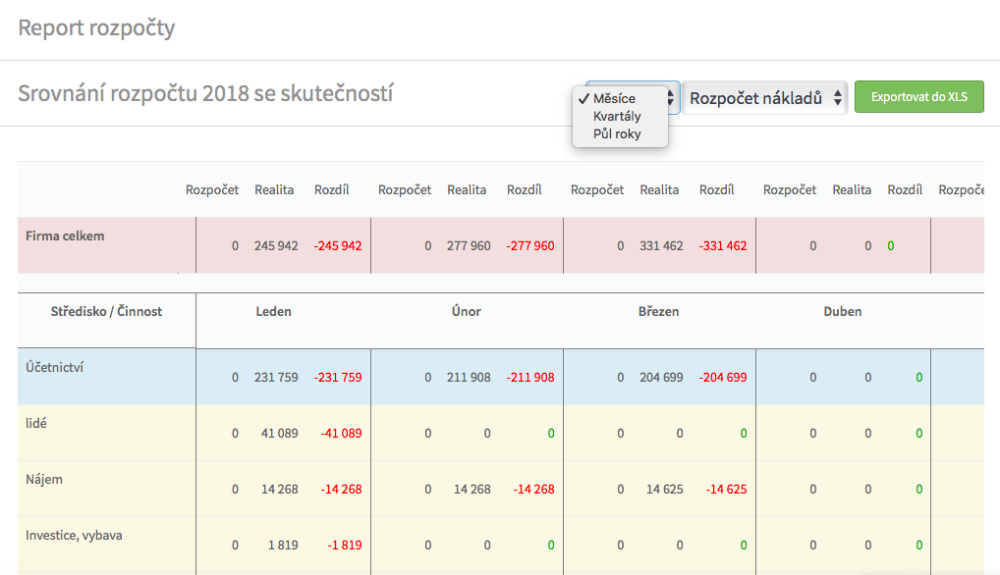 Report rozpočty
Srovnání rozpočtu 2018 se skutečností
✓ Měsíce
Kvartály
Půl roky
Rozpočet nákladů
Exportovat do XLS
Rozpočet Realita Rozdíl Rozpočet Realita Rozdíl Rozpočet Realita Rozdíl Rozpočet Realita Rozdíl
Firma celkem 0 245 942 -245 942 0 277 960 -277 960 0 331 462 -331 462 0 0 0
Středisko / Činnost Leden Únor Březen Duben
Účetnictví 0 231 759 -231 759 0 211 908 -211 908 0 204 699 -204 699 0 0 0
lidé 0 41 089 -41 089 0 0 0 0 0 0 0 0 0
Nájem 0 14 268 -14 268 0 14 268 -14 268 0 14 625 -14 625 0 0 0
Investice, vybava 0 1 819 -1 819 0 0 0 0 0 0 0 0 0